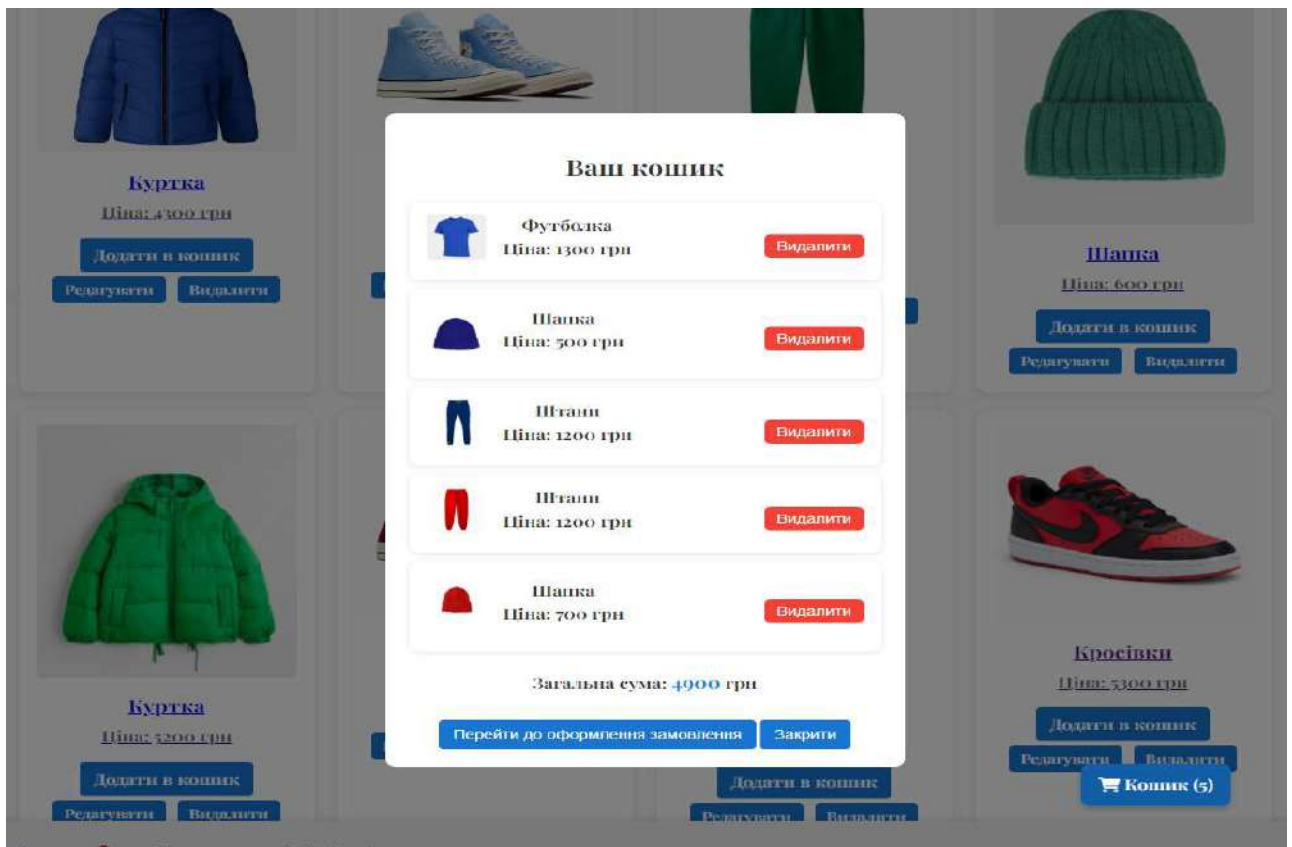 Ваш кошик
Футболка
Ціна: 1300 грн
Видалити
Шапка
Ціна: 500 грн
Видалити
Штани
Ціна: 1200 грн
Видалити
Штани
Ціна: 1200 грн
Видалити
Шапка
Ціна: 700 грн
Видалити
Загальна сума: 4900 грн
Перейти до оформлення замовлення
Закрити
Куртка
Ціна: 4300 грн
Додати в кошик
Редагувати
Видалити
Шапка
Ціна: 600 грн
Додати в кошик
Редагувати
Видалити
Куртка
Ціна: 5200 грн
Додати в кошик
Редагувати
Видалити
Додати в кошик
Редагувати
Видалити
Кросівки
Ціна: 5300 грн
Додати в кошик
Редагувати
Видалити
Кошик (5)